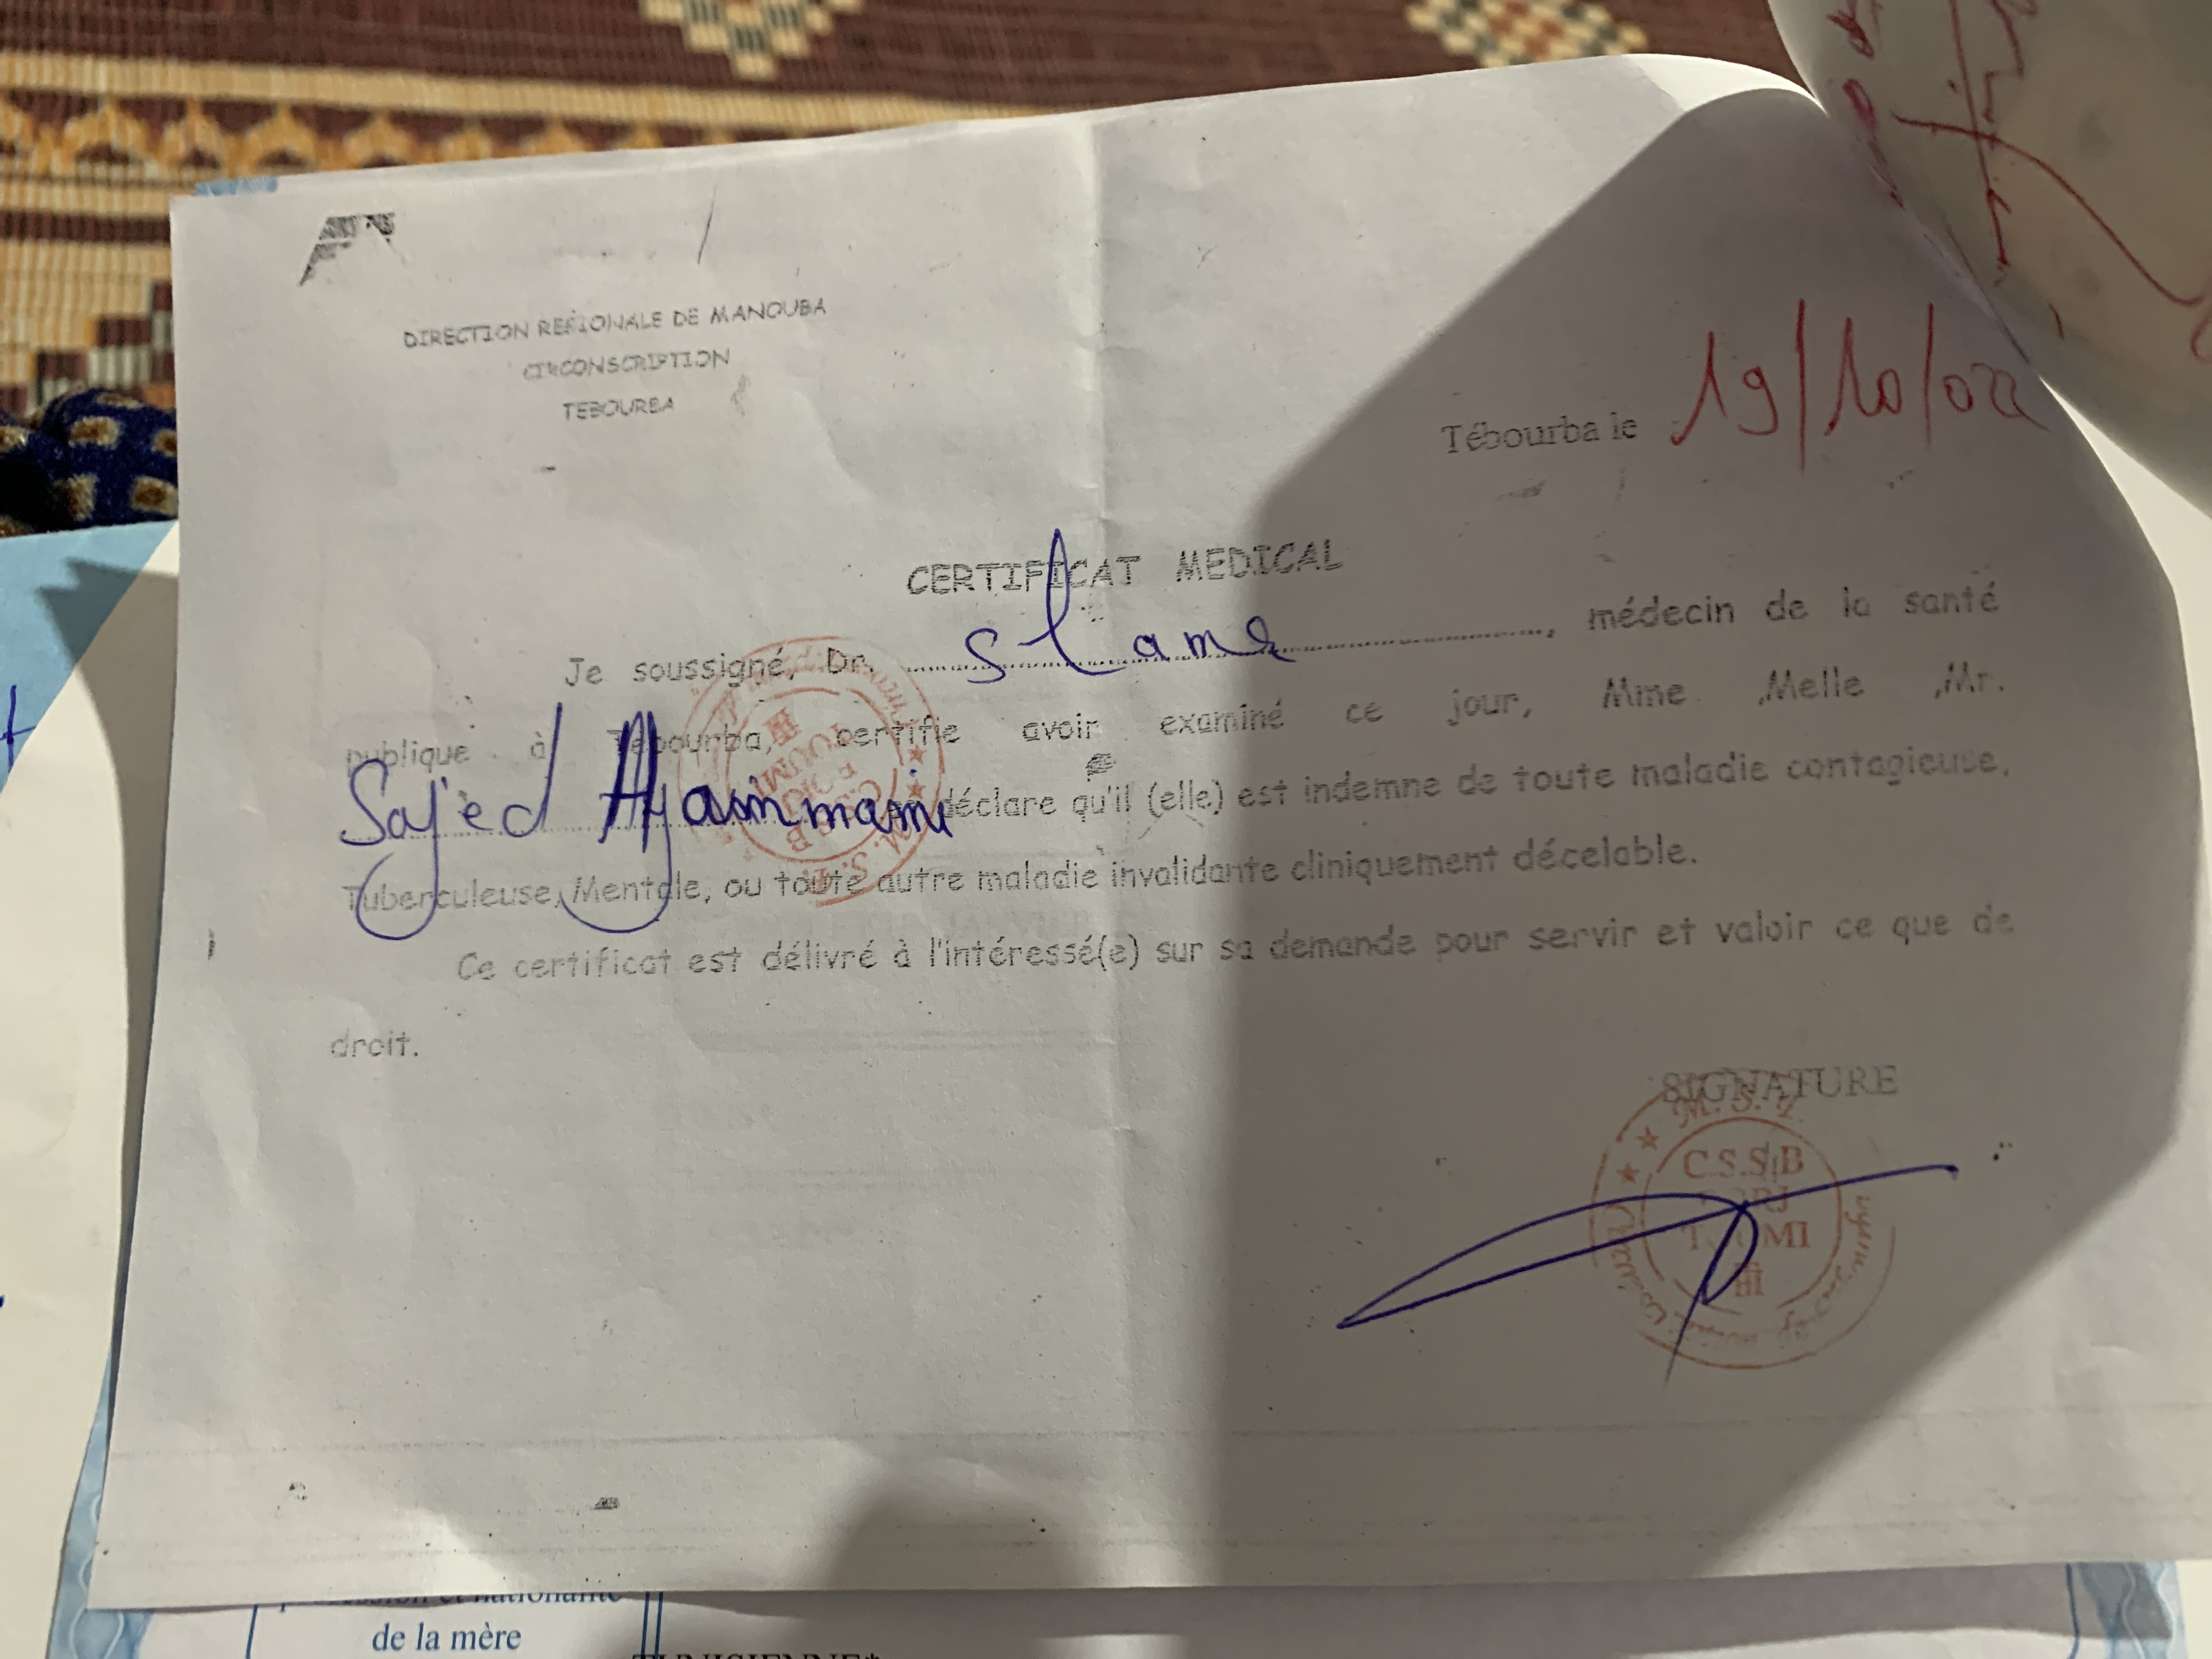 DIRECTION REGIONALE DE MANOUBA
CIRCONSCRIPTION
TEBOURBA
Tébourba le 19/10/022
CERTIFICAT MEDICAL
Je soussigné, Dr. slama, médecin de la santé
publique à Tébourba, certifie avoir examiné ce jour, Mme ,Melle ,Mr.
Sajed Hammami déclare qu'il (elle) est indemne de toute maladie contagieuse,
Tuberculeuse, Mentale, ou toute autre maladie invalidante cliniquement décelable.
Ce certificat est délivré à l'intéressé(e) sur sa demande pour servir et valoir ce que de
droit.
SIGNATURE
C.S.S.B
TOUMI
de la mère